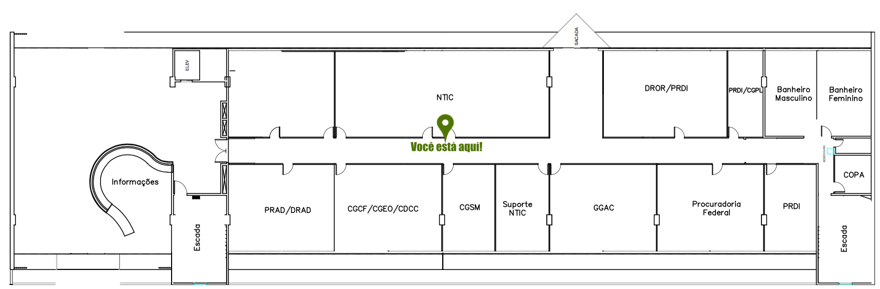 SACADA
ELEV
NTIC
DROR/PRDI
PRDI/CGPL
Banheiro
Masculino
Banheiro
Feminino
Você está aqui!
Informações
COPA
PRAD/DRAD
CGCF/CGEO/CDCC
CGSM
Suporte
NTIC
GGAC
Procuradoria
Federal
PRDI
Escada
Escada